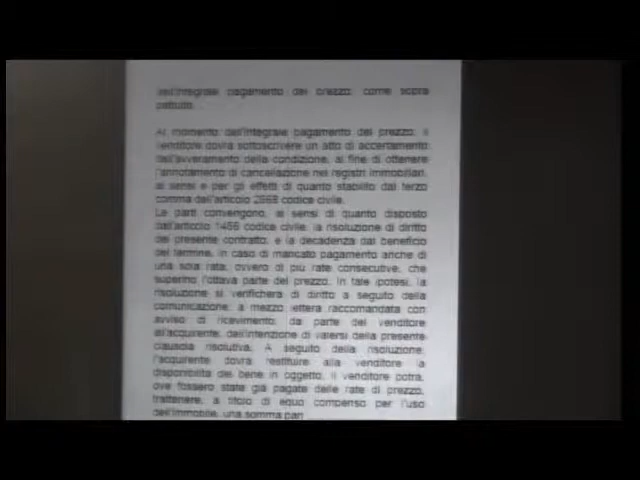 dell'integrale pagamento del prezzo, come sopra
pattuito.
Al momento dell'integrale pagamento del prezzo, il
venditore dovrà sottoscrivere un atto di accertamento
dell'avveramento della condizione, al fine di ottenere
l'annotamento di cancellazione nei registri immobiliari,
ai sensi e per gli effetti di quanto stabilito dal terzo
comma dell'articolo 2668 codice civile.
Le parti convengono, ai sensi di quanto disposto
dall'articolo 1456 codice civile, la risoluzione di diritto
del presente contratto, e la decadenza dal beneficio
del termine, in caso di mancato pagamento anche di
una sola rata, ovvero di più rate consecutive, che
superino l'ottava parte del prezzo. In tale ipotesi, la
risoluzione si verificherà di diritto a seguito della
comunicazione, a mezzo lettera raccomandata con
avviso di ricevimento, da parte del venditore
all'acquirente, dell'intenzione di valersi della presente
clausola risolutiva. A seguito della risoluzione,
l'acquirente dovrà restituire alla venditore la
disponibilità del bene in oggetto. Il venditore potrà,
ove fossero state già pagate delle rate di prezzo,
trattenere, a titolo di equo compenso per l'uso
dell'immobile, una somma pari